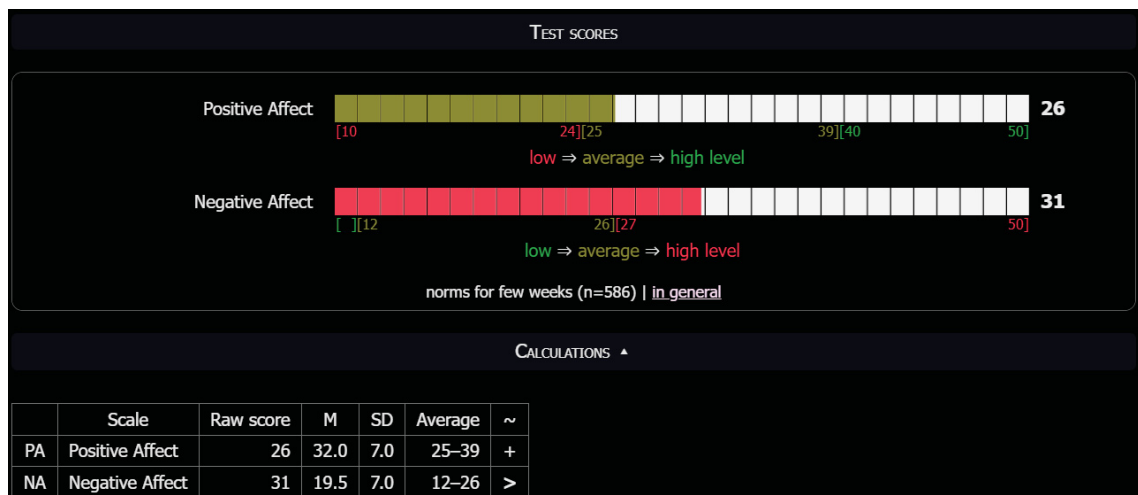 TEST SCORES
Positive Affect 26
[10 24][25 39][40 50]
low ⇒ average ⇒ high level
Negative Affect 31
[ ][12 26][27 50]
low ⇒ average ⇒ high level
norms for few weeks (n=586) | in general
CALCULATIONS ▲
Scale Raw score M SD Average ~
PA Positive Affect 26 32.0 7.0 25–39 +
NA Negative Affect 31 19.5 7.0 12–26 >